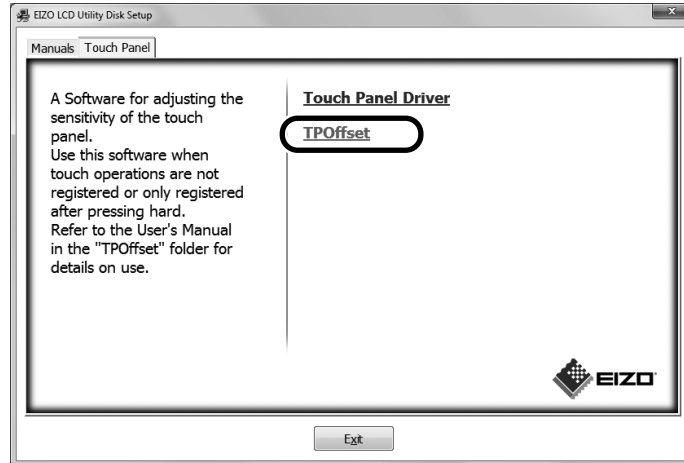 EIZO LCD Utility Disk Setup
x
Manuals Touch Panel
A Software for adjusting the
sensitivity of the touch
panel.
Use this software when
touch operations are not
registered or only registered
after pressing hard.
Refer to the User's Manual
in the "TPOffset" folder for
details on use.
Touch Panel Driver
TPOffset
EIZO
Exit